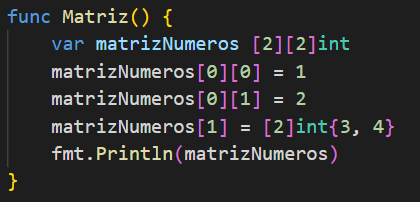 func Matriz() {
    var matrizNumeros [2][2]int
    matrizNumeros[0][0] = 1
    matrizNumeros[0][1] = 2
    matrizNumeros[1] = [2]int{3, 4}
    fmt.Println(matrizNumeros)
}